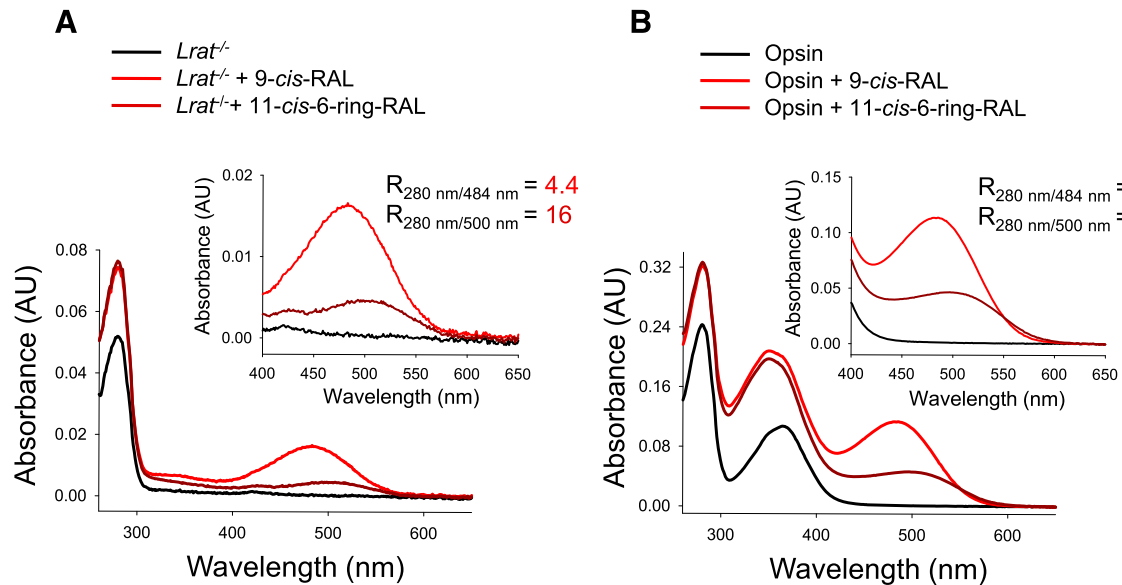 A
Lrat-/-
Lrat-/- + 9-cis-RAL
Lrat-/-+ 11-cis-6-ring-RAL
Absorbance (AU)
0.02
0.01
0.00
400 450 500 550 600 650
Wavelength (nm)
R280 nm/484 nm = 4.4
R280 nm/500 nm = 16
Absorbance (AU)
0.08
0.06
0.04
0.02
0.00
300 400 500 600
Wavelength (nm)
B
Opsin
Opsin + 9-cis-RAL
Opsin + 11-cis-6-ring-RAL
Absorbance (AU)
0.15
0.10
0.05
0.00
400 450 500 550 600 650
Wavelength (nm)
R280 nm/484 nm =
R280 nm/500 nm =
Absorbance (AU)
0.32
0.24
0.16
0.08
0.00
300 400 500 600
Wavelength (nm)